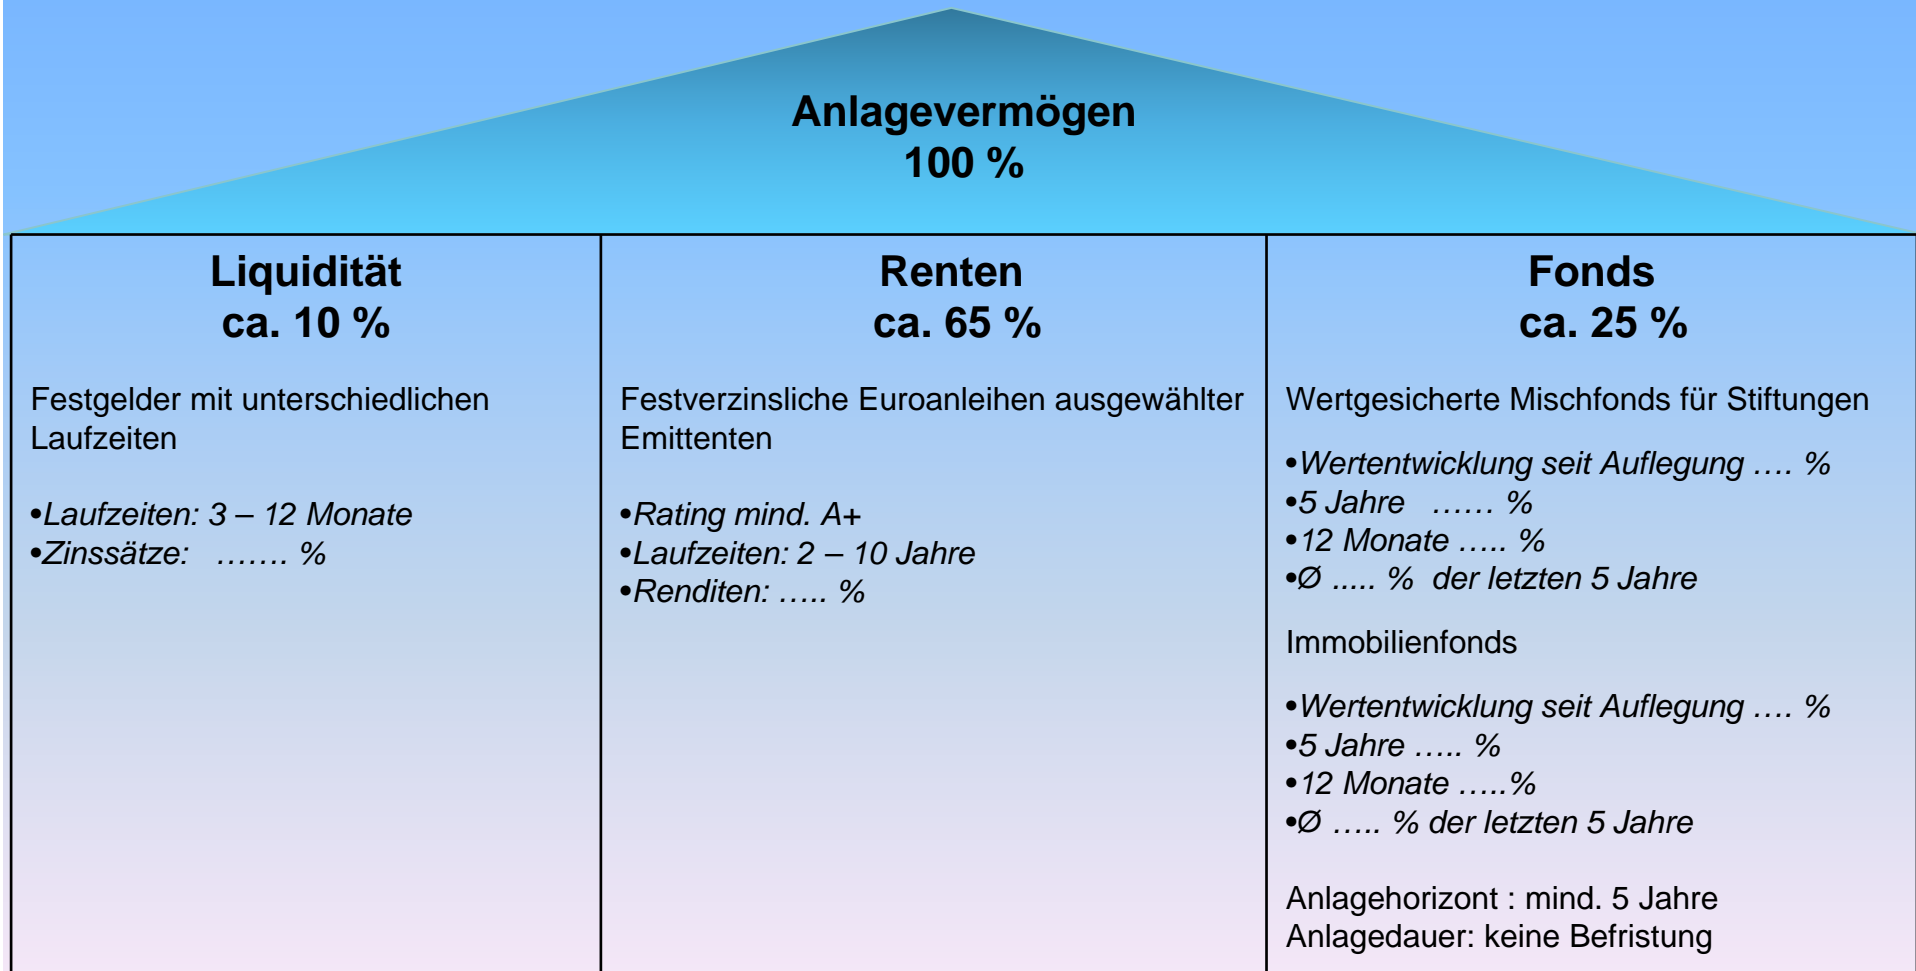 Anlagevermögen
100 %
Liquidität
ca. 10 %
Festgelder mit unterschiedlichen
Laufzeiten
•Laufzeiten: 3 – 12 Monate
•Zinssätze: ……. %
Renten
ca. 65 %
Festverzinsliche Euroanleihen ausgewählter
Emittenten
•Rating mind. A+
•Laufzeiten: 2 – 10 Jahre
•Renditen: ….. %
Fonds
ca. 25 %
Wertgesicherte Mischfonds für Stiftungen
•Wertentwicklung seit Auflegung …. %
•5 Jahre …… %
•12 Monate ….. %
•Ø ..... % der letzten 5 Jahre
Immobilienfonds
•Wertentwicklung seit Auflegung …. %
•5 Jahre ….. %
•12 Monate …..%
•Ø ….. % der letzten 5 Jahre
Anlagehorizont : mind. 5 Jahre
Anlagedauer: keine Befristung